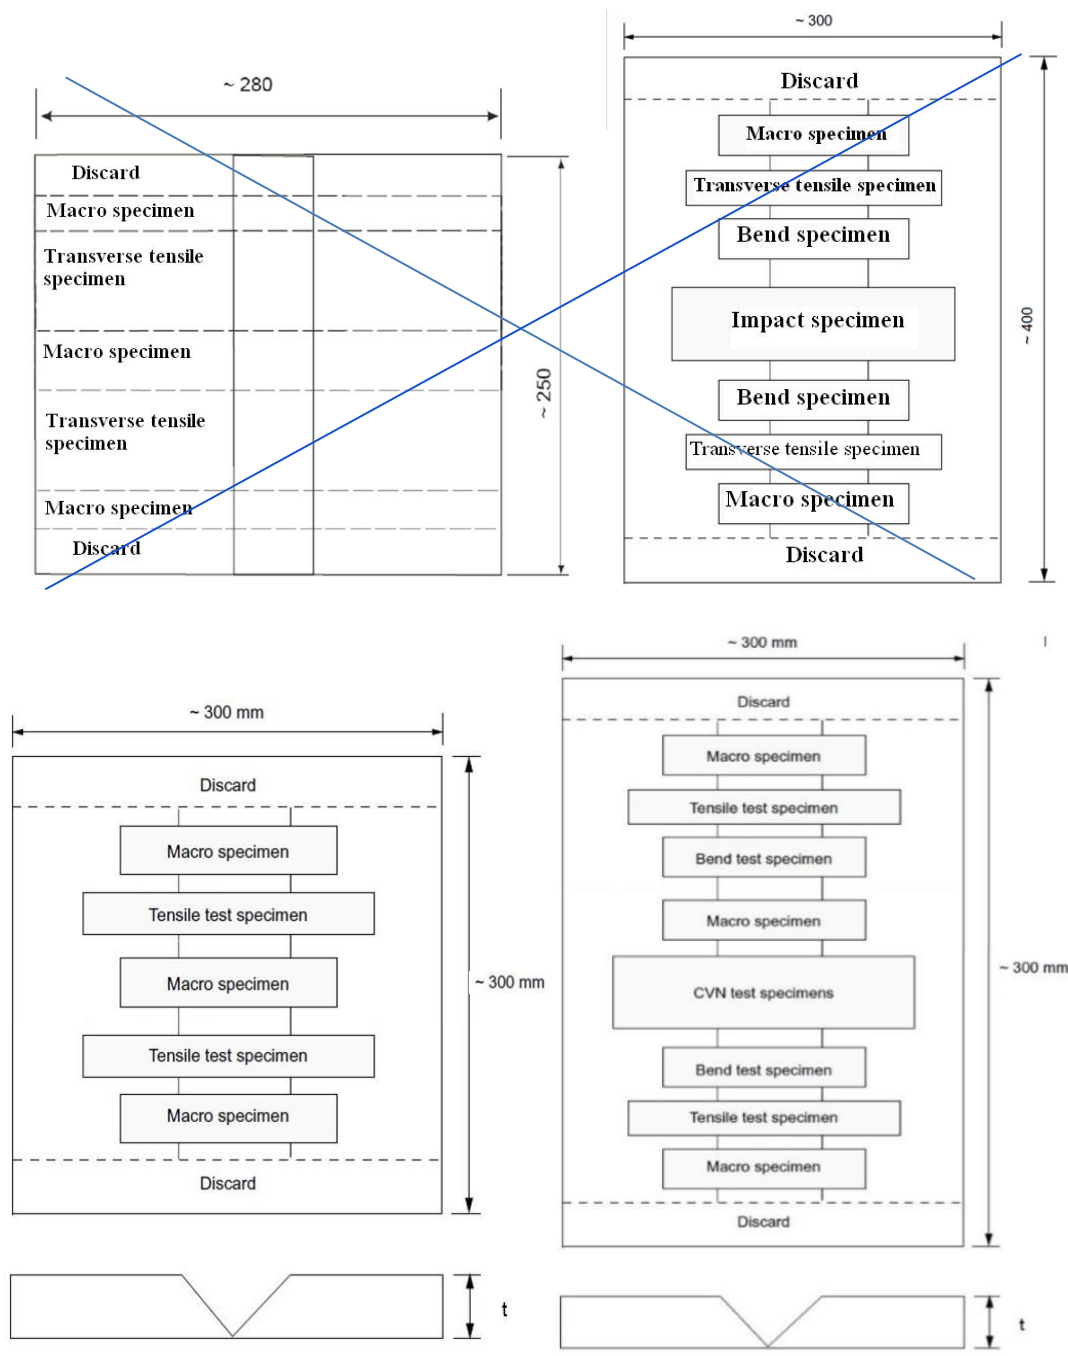 ~ 280
Discard
Macro specimen
Transverse tensile
specimen
Macro specimen
Transverse tensile
specimen
Macro specimen
Discard
~ 250
~ 300
Discard
Macro specimen
Transverse tensile specimen
Bend specimen
Impact specimen
Bend specimen
Transverse tensile specimen
Macro specimen
Discard
~ 400
~ 300 mm
Discard
Macro specimen
Tensile test specimen
Macro specimen
Tensile test specimen
Macro specimen
Discard
~ 300 mm
t
~ 300 mm
Discard
Macro specimen
Tensile test specimen
Bend test specimen
Macro specimen
CVN test specimens
Bend test specimen
Tensile test specimen
Macro specimen
Discard
~ 300 mm
t